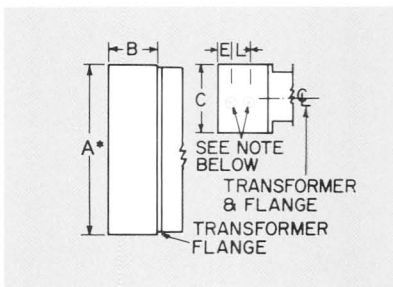 B
E L
A*
C
℄
SEE NOTE
BELOW
TRANSFORMER
& FLANGE
TRANSFORMER
FLANGE